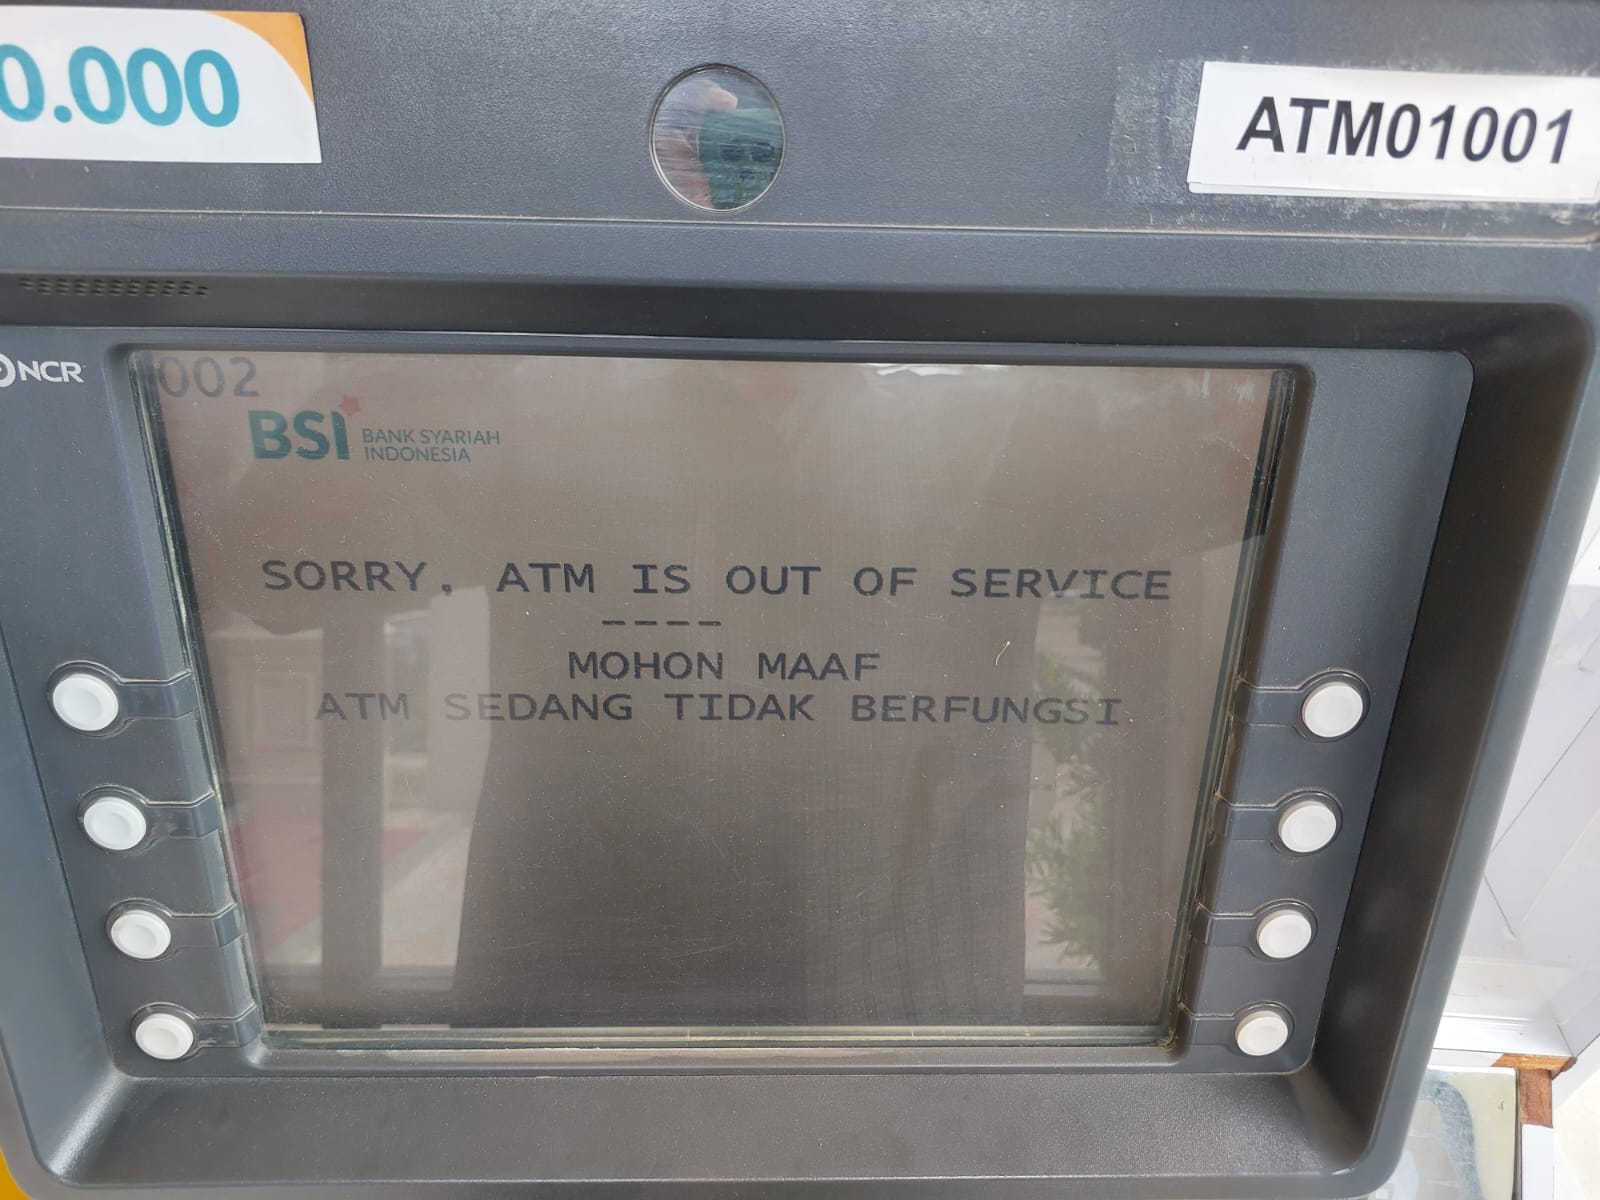 0.000
ATM01001
NCR
002
BSI BANK SYARIAH
INDONESIA
SORRY, ATM IS OUT OF SERVICE
----
MOHON MAAF
ATM SEDANG TIDAK BERFUNGSI